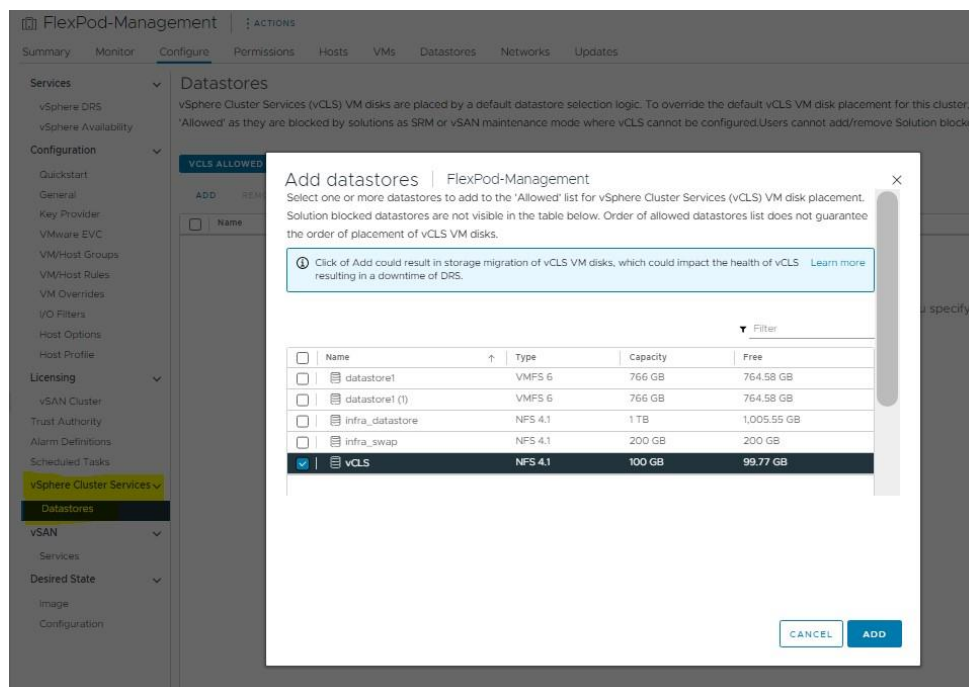 FlexPod-Management ACTIONS
Summary Monitor Configure Permissions Hosts VMs Datastores Networks Updates
Services
vSphere DRS
vSphere Availability
Configuration
Quickstart
General
Key Provider
VMware EVC
VM/Host Groups
VM/Host Rules
VM Overrides
I/O Filters
Host Options
Host Profile
Licensing
vSAN Cluster
Trust Authority
Alarm Definitions
Scheduled Tasks
vSphere Cluster Services
Datastores
vSAN
Services
Desired State
Image
Configuration
Datastores
vSphere Cluster Services (vCLS) VM disks are placed by a default datastore selection logic. To override the default vCLS VM disk placement for this cluster,
'Allowed' as they are blocked by solutions as SRM or vSAN maintenance mode where vCLS cannot be configured.Users cannot add/remove Solution block
VCLS ALLOWED
ADD
Name
u specify
Add datastores FlexPod-Management
Select one or more datastores to add to the 'Allowed' list for vSphere Cluster Services (vCLS) VM disk placement.
Solution blocked datastores are not visible in the table below. Order of allowed datastores list does not guarantee
the order of placement of vCLS VM disks.
Click of Add could result in storage migration of vCLS VM disks, which could impact the health of vCLS Learn more
resulting in a downtime of DRS.
Filter
Name Type Capacity Free
datastore1 VMFS 6 766 GB 764.58 GB
datastore1 (1) VMFS 6 766 GB 764.58 GB
infra_datastore NFS 4.1 1 TB 1,005.55 GB
infra_swap NFS 4.1 200 GB 200 GB
vCLS NFS 4.1 100 GB 99.77 GB
CANCEL ADD